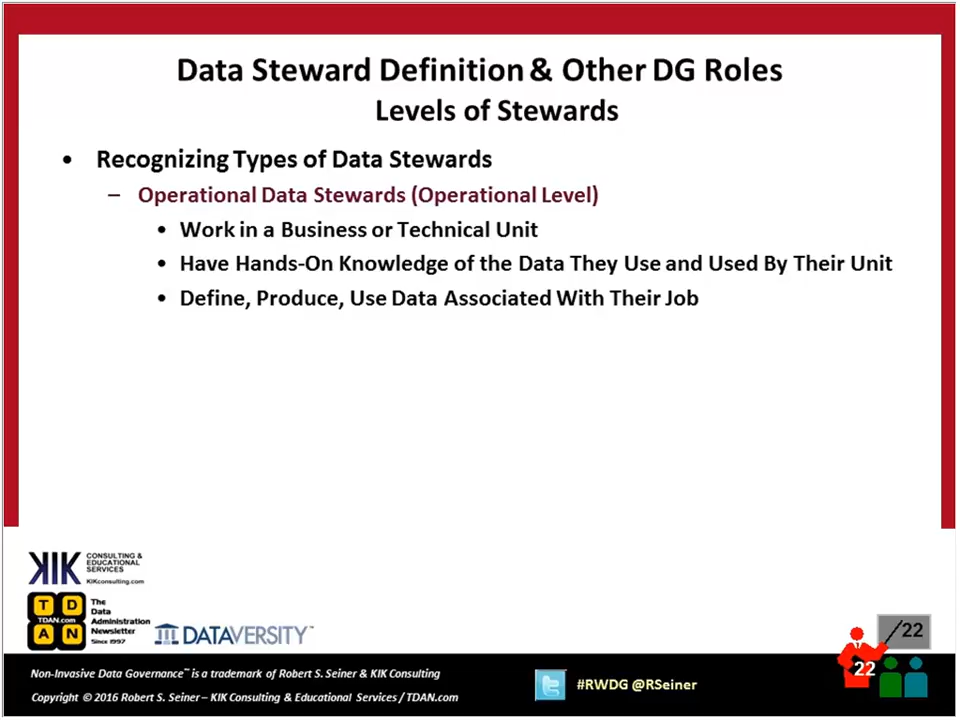 Data Steward Definition & Other DG Roles
Levels of Stewards
• Recognizing Types of Data Stewards
– Operational Data Stewards (Operational Level)
• Work in a Business or Technical Unit
• Have Hands-On Knowledge of the Data They Use and Used By Their Unit
• Define, Produce, Use Data Associated With Their Job
KIK
CONSULTING &
EDUCATIONAL
SERVICES
KIKconsulting.com
T D
TDAN.com
A N
The
Data
Administration
Newsletter
Since 1997
DATAVERSITY™
/22
22
Non-Invasive Data Governance™ is a trademark of Robert S. Seiner & KIK Consulting
Copyright © 2016 Robert S. Seiner – KIK Consulting & Educational Services / TDAN.com
#RWDG @RSeiner